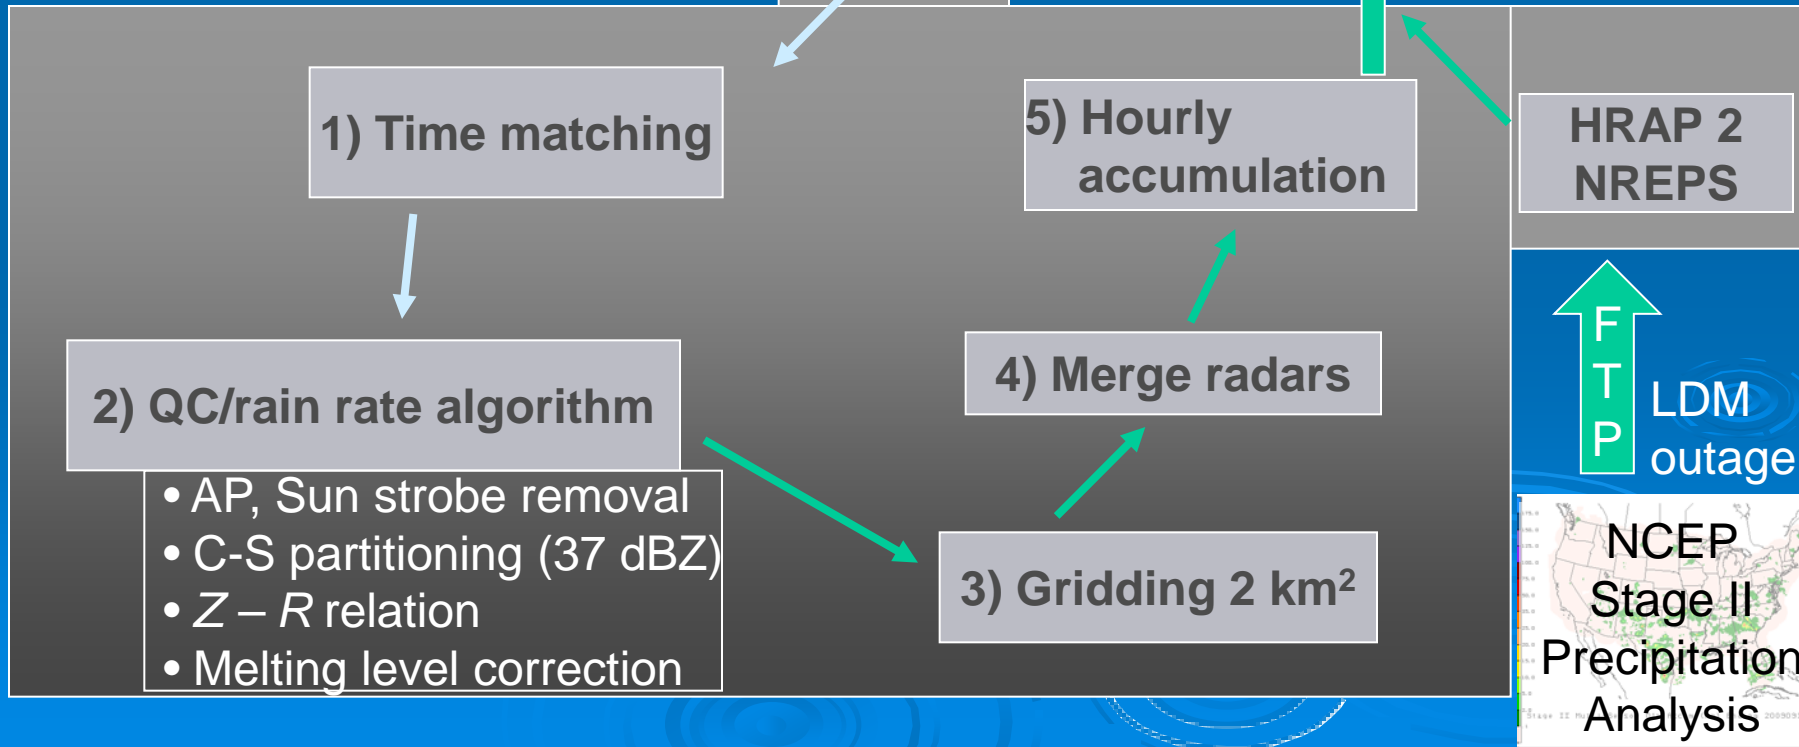 1) Time matching
2) QC/rain rate algorithm
• AP, Sun strobe removal
• C-S partitioning (37 dBZ)
• Z – R relation
• Melting level correction
3) Gridding 2 km²
4) Merge radars
5) Hourly
accumulation
HRAP 2
NREPS
F
T
P
LDM
outage
NCEP
Stage II
Precipitation
Analysis